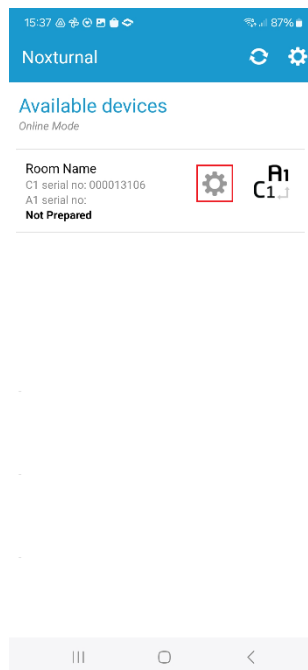 15:37 87%
Noxturnal
Available devices
Online Mode
Room Name
C1 serial no: 000013106
A1 serial no:
Not Prepared
A1
C1